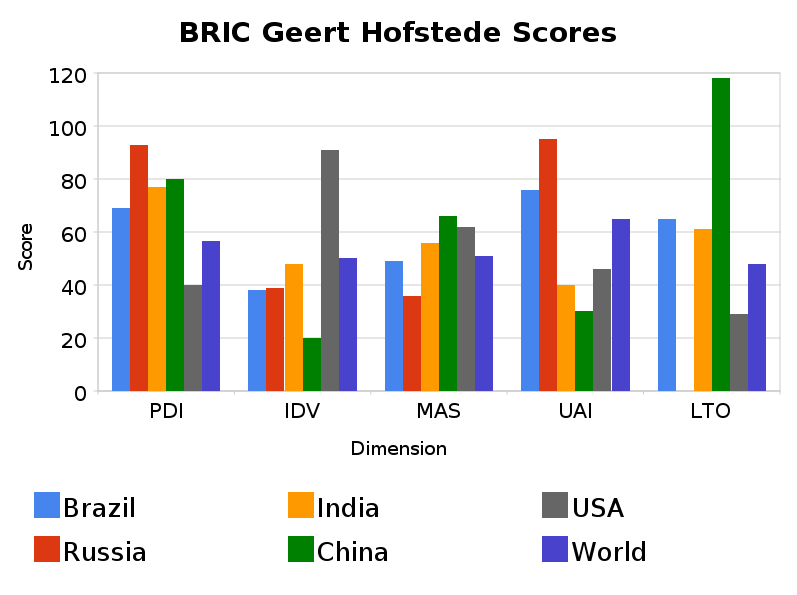 BRIC Geert Hofstede Scores
120
100
80
60
40
20
0
Score
PDI IDV MAS UAI LTO
Dimension
Brazil India USA
Russia China World